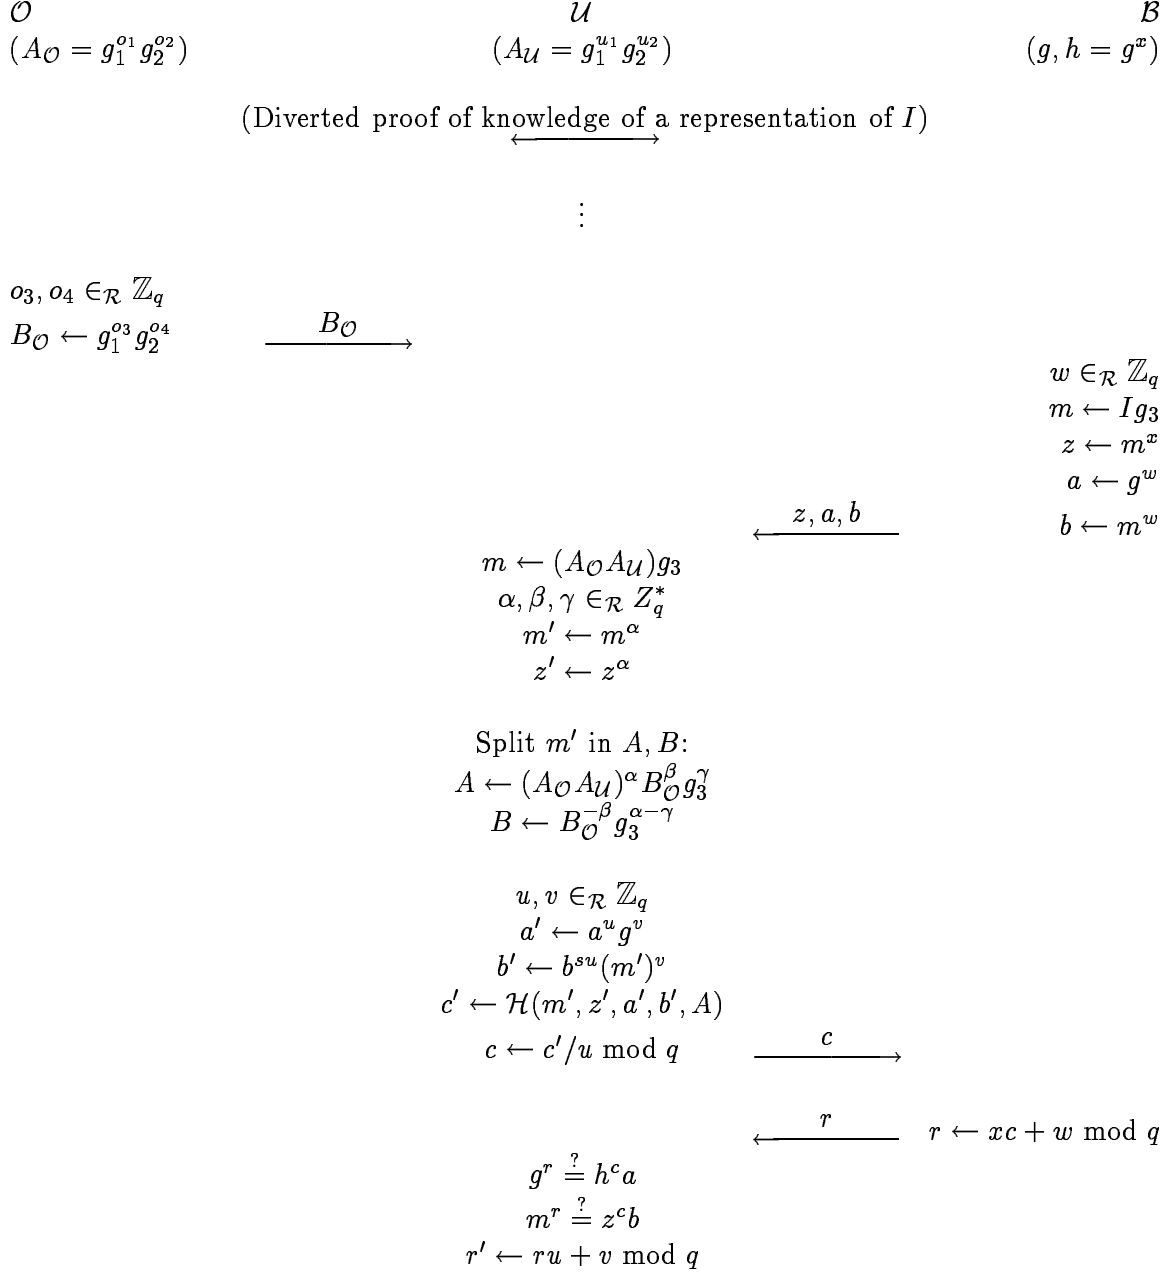 𝒪 𝒰 ℬ
(A_𝒪 = g_1^{o_1} g_2^{o_2}) (A_𝒰 = g_1^{u_1} g_2^{u_2}) (g, h = g^x)
(Diverted proof of knowledge of a representation of I)
⟷
⋮
o_3, o_4 ∈_ℛ ℤ_q
B_𝒪 ← g_1^{o_3} g_2^{o_4} B_𝒪 ⟶
w ∈_ℛ ℤ_q
m ← Ig_3
z ← m^x
a ← g^w
⟵ z, a, b b ← m^w
m ← (A_𝒪 A_𝒰)g_3
α, β, γ ∈_ℛ Z_q^*
m′ ← m^α
z′ ← z^α
Split m′ in A, B:
A ← (A_𝒪 A_𝒰)^α B_𝒪^β g_3^γ
B ← B_𝒪^{−β} g_3^{α−γ}
u, v ∈_ℛ ℤ_q
a′ ← a^u g^v
b′ ← b^{su}(m′)^v
c′ ← ℋ(m′, z′, a′, b′, A)
c ← c′/u mod q c ⟶
⟵ r r ← xc + w mod q
g^r ≟ h^c a
m^r ≟ z^c b
r′ ← ru + v mod q